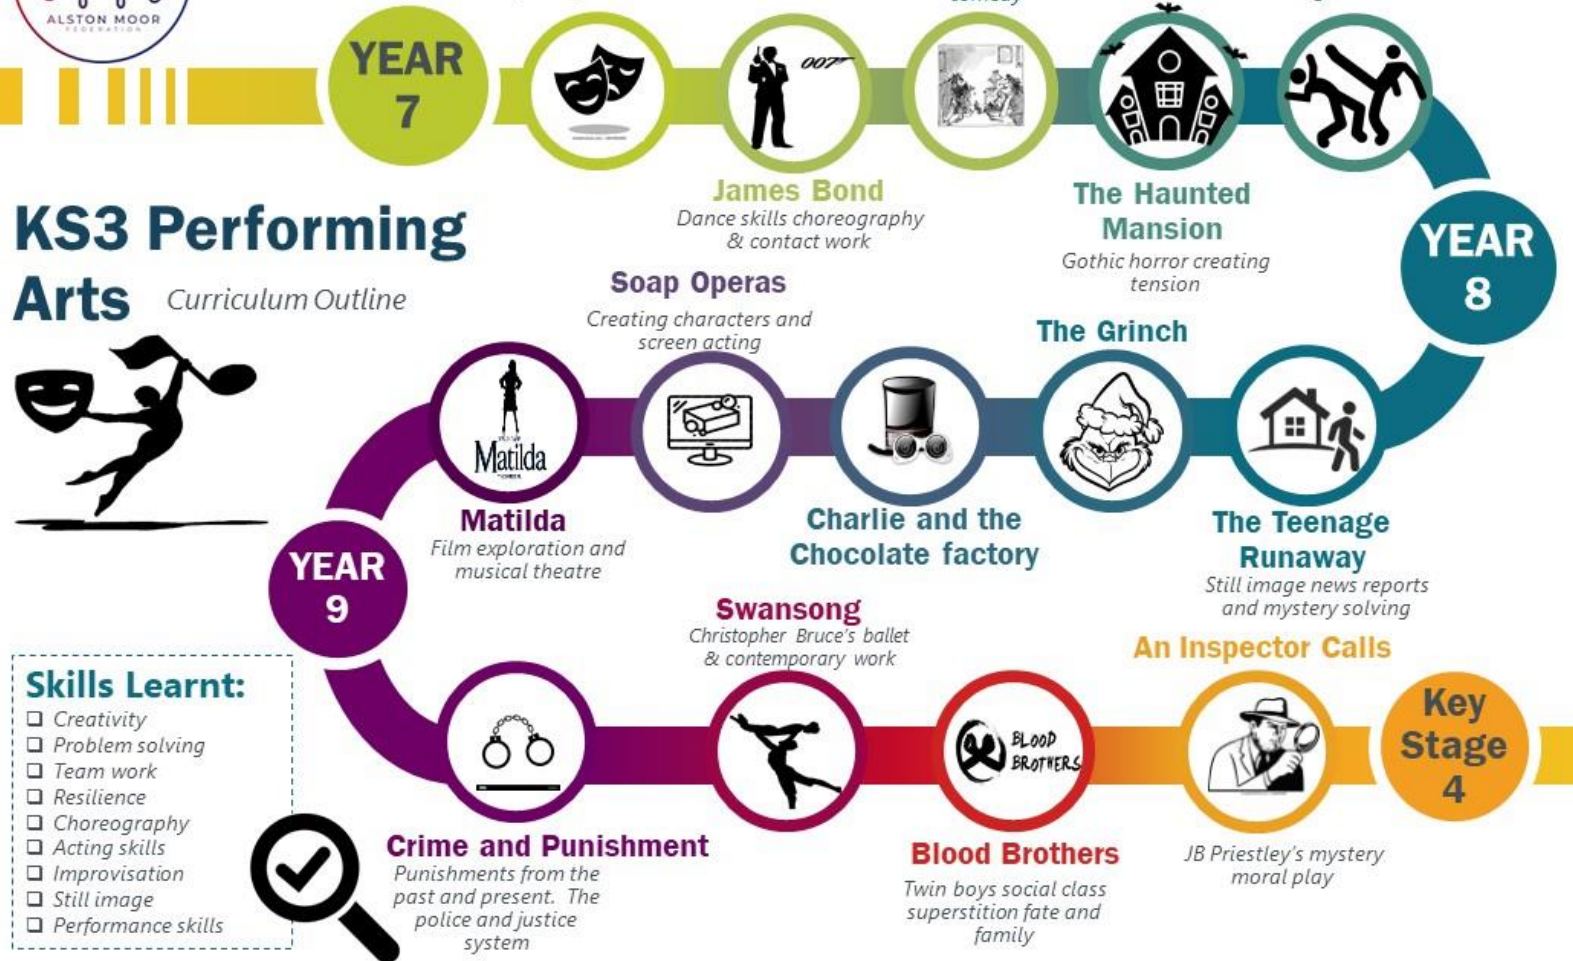 ALSTON MOOR
FEDERATION
comedy
YEAR
7
007
James Bond
Dance skills choreography
& contact work
The Haunted
Mansion
Gothic horror creating
tension
YEAR
8
KS3 Performing
Arts
Curriculum Outline
Soap Operas
Creating characters and
screen acting
The Grinch
Matilda
Matilda
Film exploration and
musical theatre
Charlie and the
Chocolate factory
The Teenage
Runaway
Still image news reports
and mystery solving
YEAR
9
Swansong
Christopher Bruce's ballet
& contemporary work
An Inspector Calls
Key
Stage
4
BLOOD
BROTHERS
Crime and Punishment
Punishments from the
past and present. The
police and justice
system
Blood Brothers
Twin boys social class
superstition fate and
family
JB Priestley's mystery
moral play
Skills Learnt:
Creativity
Problem solving
Team work
Resilience
Choreography
Acting skills
Improvisation
Still image
Performance skills